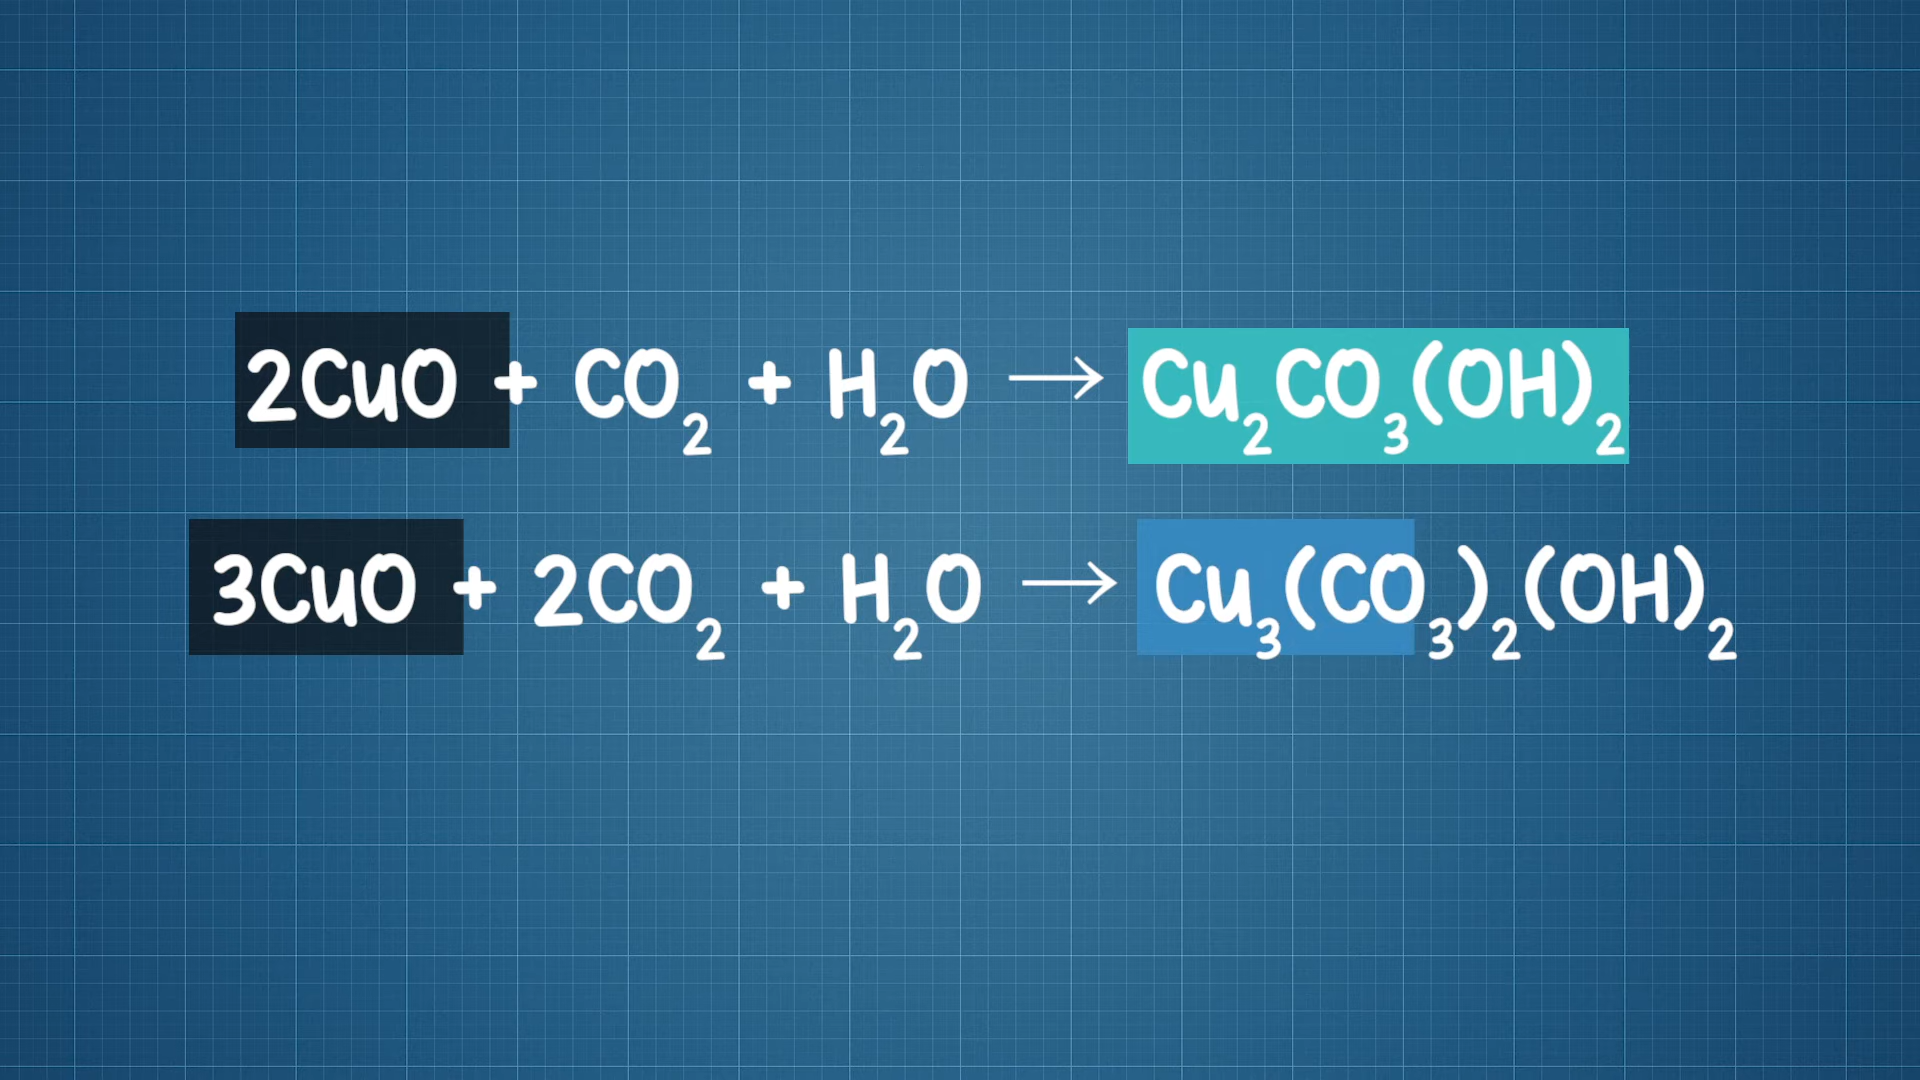 2CuO + CO₂ + H₂O → Cu₂CO₃(OH)₂
3CuO + 2CO₂ + H₂O → Cu₃(CO₃)₂(OH)₂